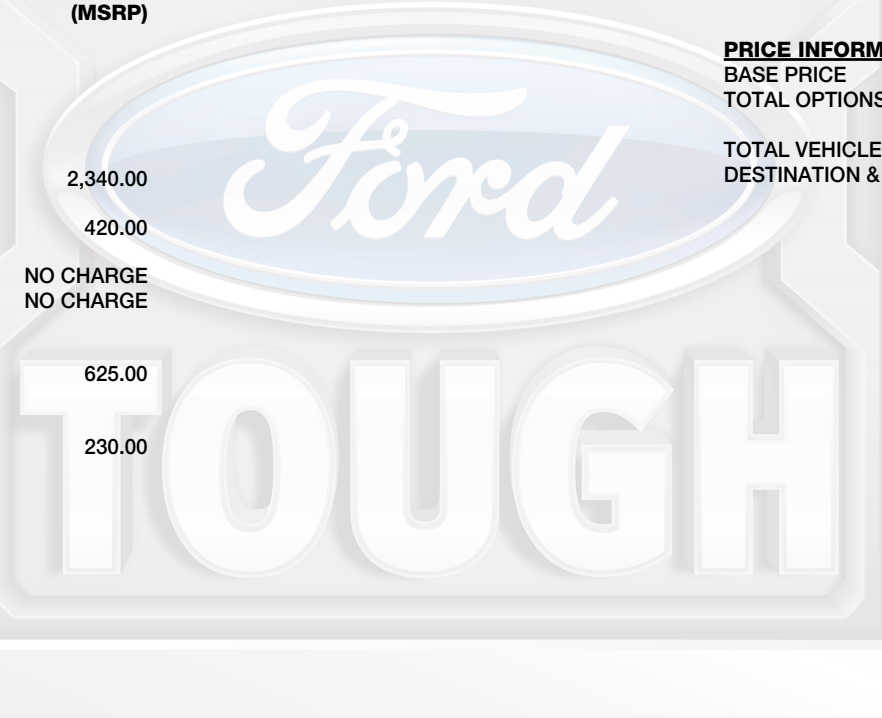 (MSRP)
PRICE INFORM
BASE PRICE
TOTAL OPTIONS
TOTAL VEHICLE
DESTINATION &
2,340.00
420.00
NO CHARGE
NO CHARGE
625.00
230.00
Ford
TOUGH